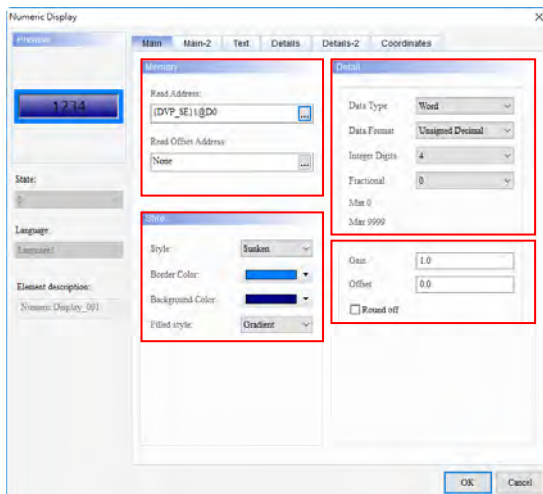 Numeric Display
Preview
1234
State:
0
Language:
Language1
Element description:
Numeric Display_001
Main Main-2 Text Details Details-2 Coordinates
Memory
Read Address:
{DVP_SE}1@D0
...
Read Offset Address:
None
...
Style
Style: Sunken
Border Color:
Background Color:
Filled style: Gradient
Detail
Data Type Word
Data Format Unsigned Decimal
Integer Digits 4
Fractional 0
Min 0
Max 9999
Gain 1.0
Offset 0.0
Round off
OK Cancel